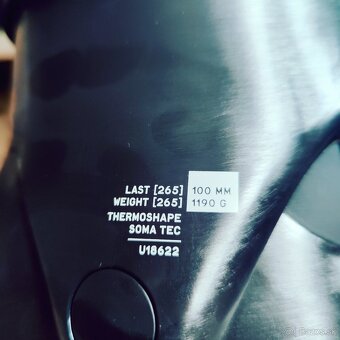 LAST [265] 100 MM
WEIGHT [265] 1190 G
THERMOSHAPE
SOMA TEC
U18622